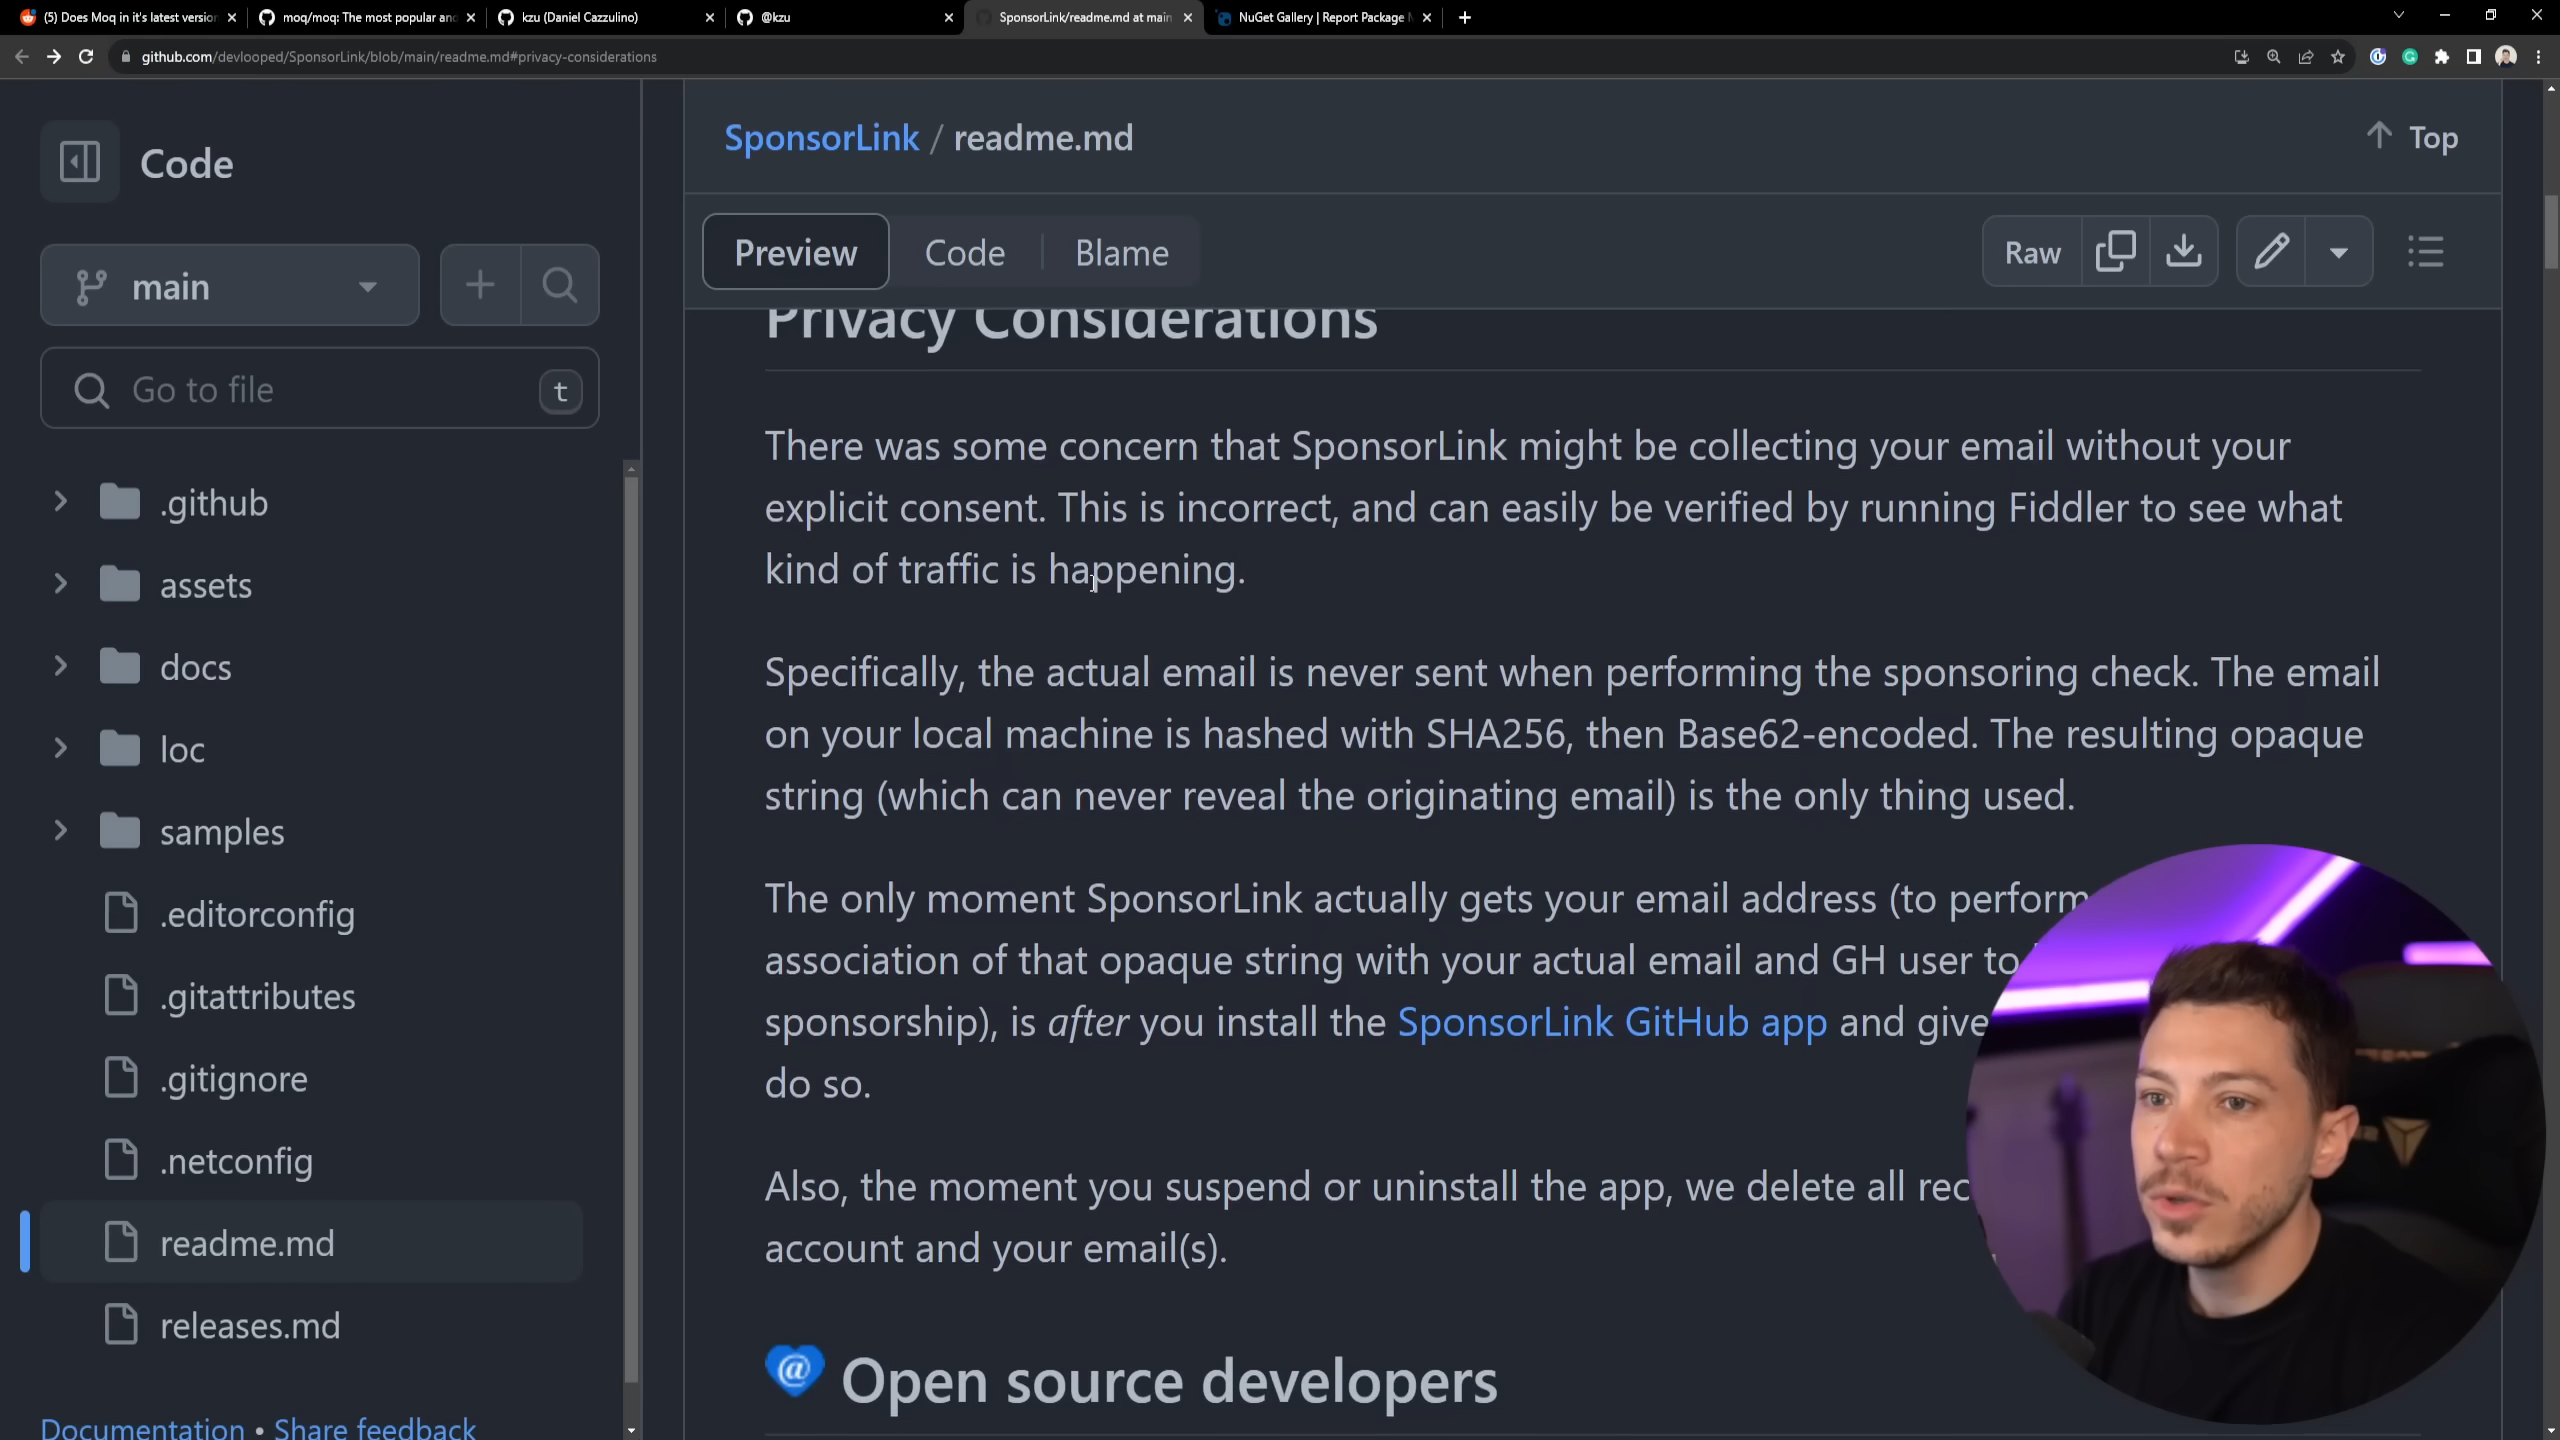 (5) Does Moq in it's latest version
moq/moq: The most popular and
kzu (Daniel Cazzulino)
@kzu
SponsorLink/readme.md at main
NuGet Gallery | Report Package
github.com/devlooped/SponsorLink/blob/main/readme.md#privacy-considerations
Code
main
Go to file
t
.github
assets
docs
loc
samples
.editorconfig
.gitattributes
.gitignore
.netconfig
readme.md
releases.md
Documentation • Share feedback
SponsorLink / readme.md
Top
Preview
Code
Blame
Raw
Privacy Considerations
There was some concern that SponsorLink might be collecting your email without your
explicit consent. This is incorrect, and can easily be verified by running Fiddler to see what
kind of traffic is happening.
Specifically, the actual email is never sent when performing the sponsoring check. The email
on your local machine is hashed with SHA256, then Base62-encoded. The resulting opaque
string (which can never reveal the originating email) is the only thing used.
The only moment SponsorLink actually gets your email address (to perform
association of that opaque string with your actual email and GH user to
sponsorship), is after you install the SponsorLink GitHub app and give
do so.
Also, the moment you suspend or uninstall the app, we delete all rec
account and your email(s).
@ Open source developers